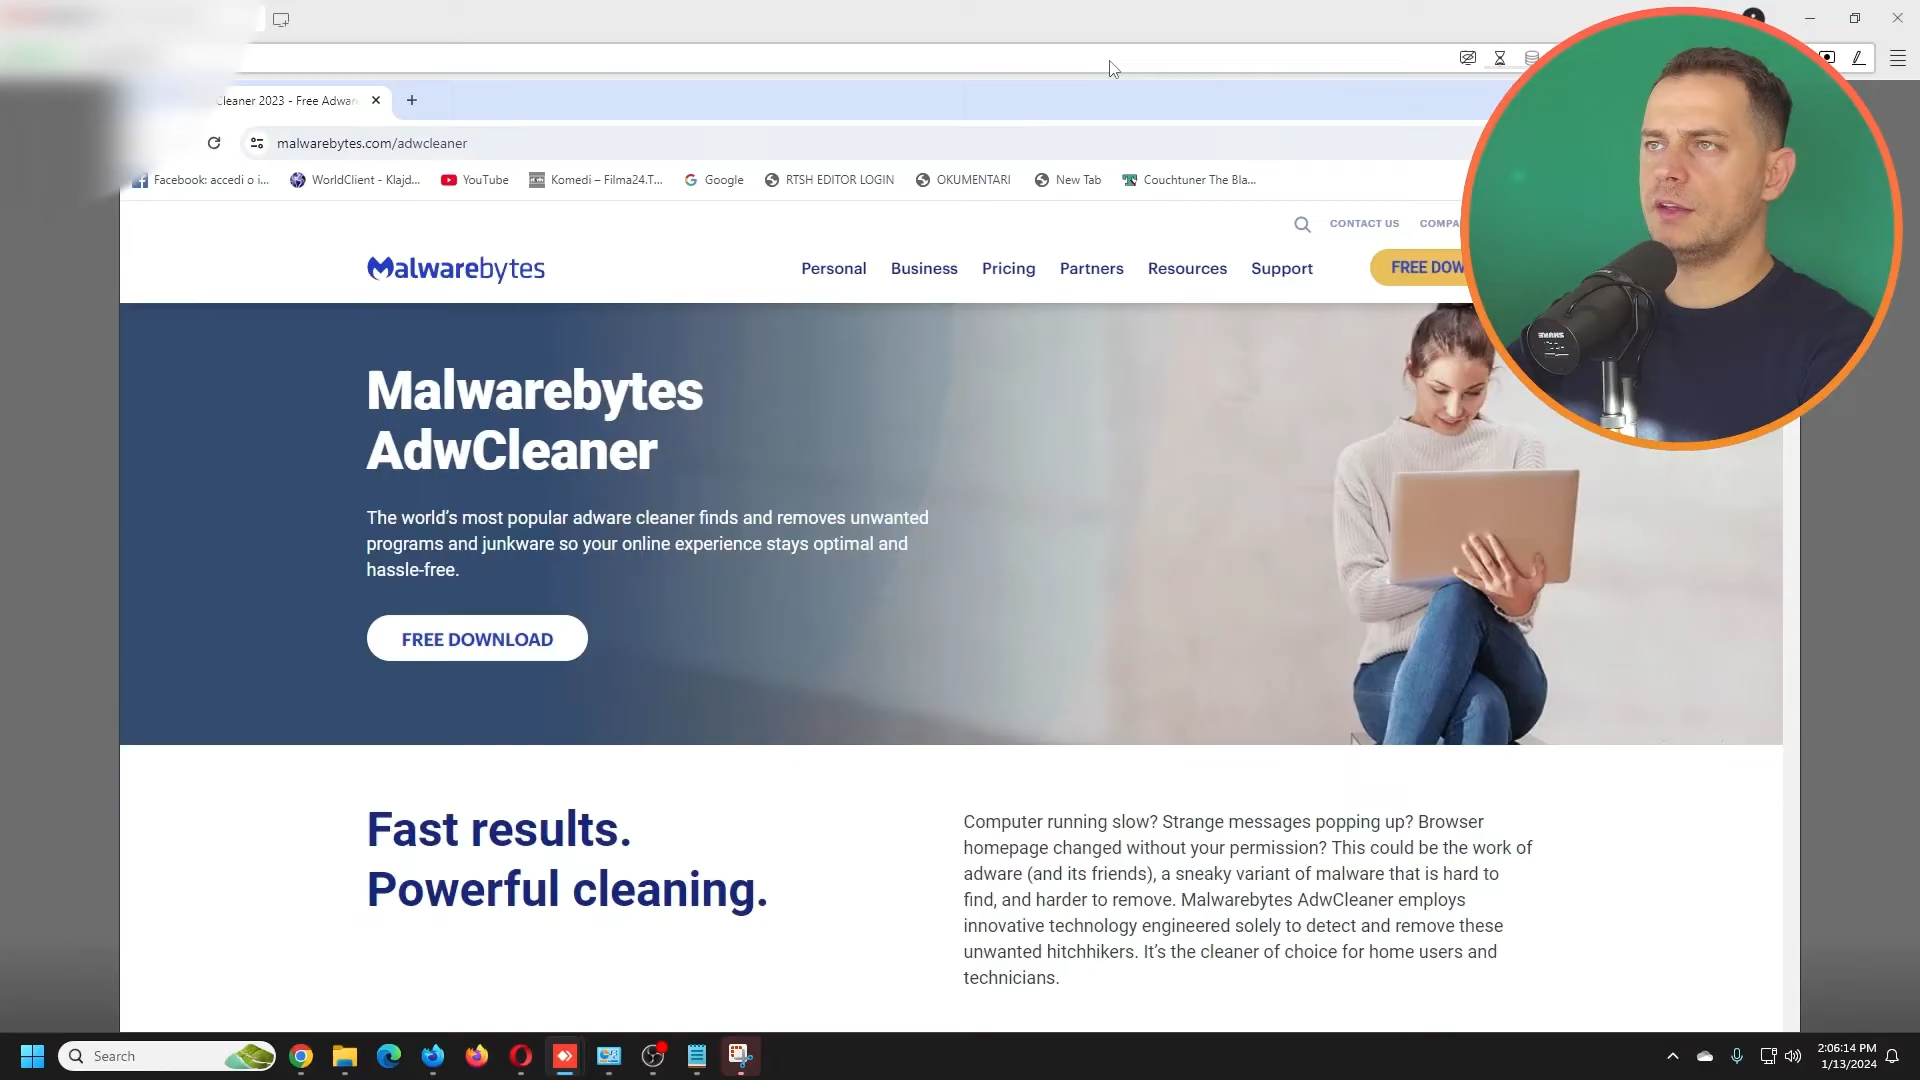 Cleaner 2023 - Free Adwar
malwarebytes.com/adwcleaner
Facebook: accedi o i... WorldClient - Klajd... YouTube Komedi – Filma24.T... Google RTSH EDITOR LOGIN OKUMENTARI New Tab Couchtuner The Bla...
CONTACT US COMPA
Malwarebytes Personal Business Pricing Partners Resources Support FREE DOW
Malwarebytes
AdwCleaner
The world’s most popular adware cleaner finds and removes unwanted
programs and junkware so your online experience stays optimal and
hassle-free.
FREE DOWNLOAD
Fast results.
Powerful cleaning.
Computer running slow? Strange messages popping up? Browser
homepage changed without your permission? This could be the work of
adware (and its friends), a sneaky variant of malware that is hard to
find, and harder to remove. Malwarebytes AdwCleaner employs
innovative technology engineered solely to detect and remove these
unwanted hitchhikers. It’s the cleaner of choice for home users and
technicians.
Search
2:06:14 PM
1/13/2024